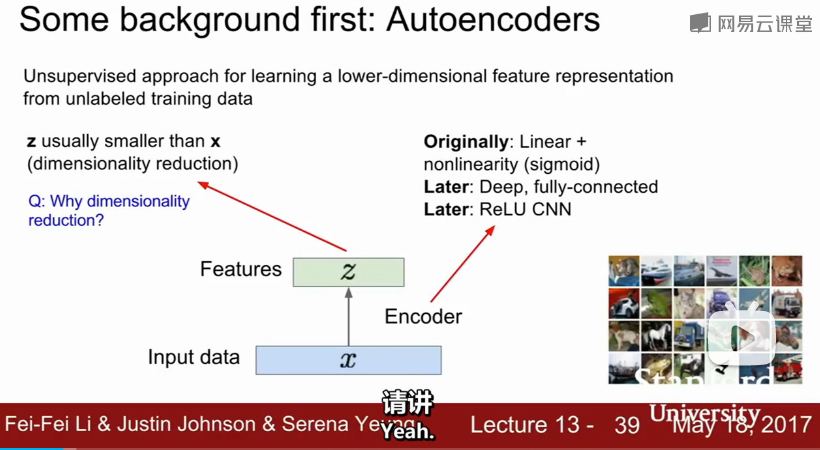 Some background first: Autoencoders
网易云课堂
Unsupervised approach for learning a lower-dimensional feature representation
from unlabeled training data
z usually smaller than x
(dimensionality reduction)
Originally: Linear +
nonlinearity (sigmoid)
Later: Deep, fully-connected
Later: ReLU CNN
Q: Why dimensionality
reduction?
Features
z
Encoder
Input data
x
请讲
Yeah.
Stanford
University
Fei-Fei Li & Justin Johnson & Serena Yeung
Lecture 13 - 39
May 18, 2017